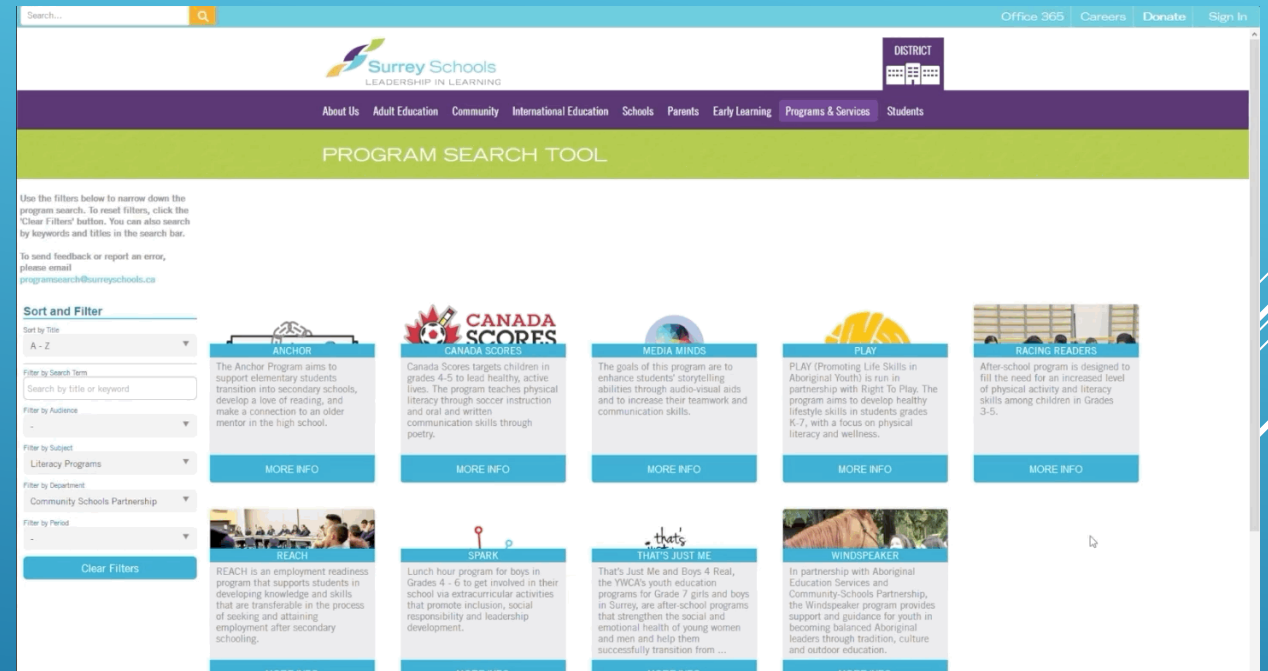 Search...
Office 365 Careers Donate Sign In
Surrey Schools
LEADERSHIP IN LEARNING
DISTRICT
About Us Adult Education Community International Education Schools Parents Early Learning Programs & Services Students
PROGRAM SEARCH TOOL
Use the filters below to narrow down the
program search. To reset filters, click the
'Clear Filters' button. You can also search
by keywords and titles in the search bar.
To send feedback or report an error,
please email
programsearch@surreyschools.ca
Sort and Filter
Sort by Title
A - Z
Filter by Search Term
Search by title or keyword
Filter by Audience
-
Filter by Subject
Literacy Programs
Filter by Department
Community Schools Partnership
Filter by Period
-
Clear Filters
ANCHOR
The Anchor Program aims to
support elementary students
transition into secondary schools,
develop a love of reading, and
make a connection to an older
mentor in the high school.
MORE INFO
CANADA
SCORES
CANADA SCORES
Canada Scores targets children in
grades 4-5 to lead healthy, active
lives. The program teaches physical
literacy through soccer instruction
and oral and written
communication skills through
poetry.
MORE INFO
MEDIA MINDS
The goals of this program are to
enhance students' storytelling
abilities through audio-visual aids
and to increase their teamwork and
communication skills.
MORE INFO
PLAY
PLAY (Promoting Life Skills in
Aboriginal Youth) is run in
partnership with Right To Play. The
program aims to develop healthy
lifestyle skills in students grades
K-7, with a focus on physical
literacy and wellness.
MORE INFO
RACING READERS
After-school program is designed to
fill the need for an increased level
of physical activity and literacy
skills among children in Grades
3-5.
MORE INFO
REACH
REACH is an employment readiness
program that supports students in
developing knowledge and skills
that are transferable in the process
of seeking and attaining
employment after secondary
schooling.
MORE INFO
SPARK
Lunch hour program for boys in
Grades 4 - 6 to get involved in their
school via extracurricular activities
that promote inclusion, social
responsibility and leadership
development.
MORE INFO
that's
THAT'S JUST ME
That's Just Me and Boys 4 Real,
the YWCA's youth education
programs for Grade 7 girls and boys
in Surrey, are after-school programs
that strengthen the social and
emotional health of young women
and men and help them
successfully transition from ...
MORE INFO
WINDSPEAKER
In partnership with Aboriginal
Education Services and
Community-Schools Partnership,
the Windspeaker program provides
support and guidance for youth in
becoming balanced Aboriginal
leaders through tradition, culture
and outdoor education.
MORE INFO